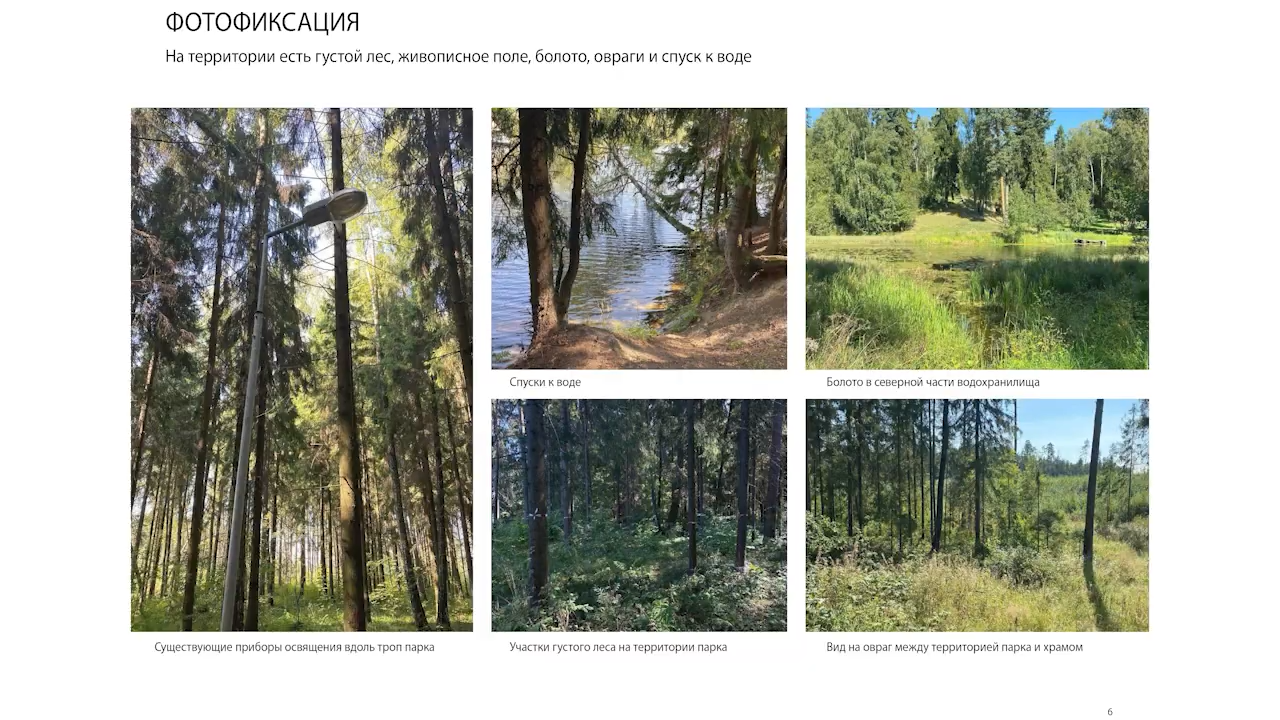 ФОТОФИКСАЦИЯ
На территории есть густой лес, живописное поле, болото, овраги и спуск к воде
Спуски к воде
Болото в северной части водохранилища
Существующие приборы освящения вдоль троп парка
Участки густого леса на территории парка
Вид на овраг между территорией парка и храмом
6